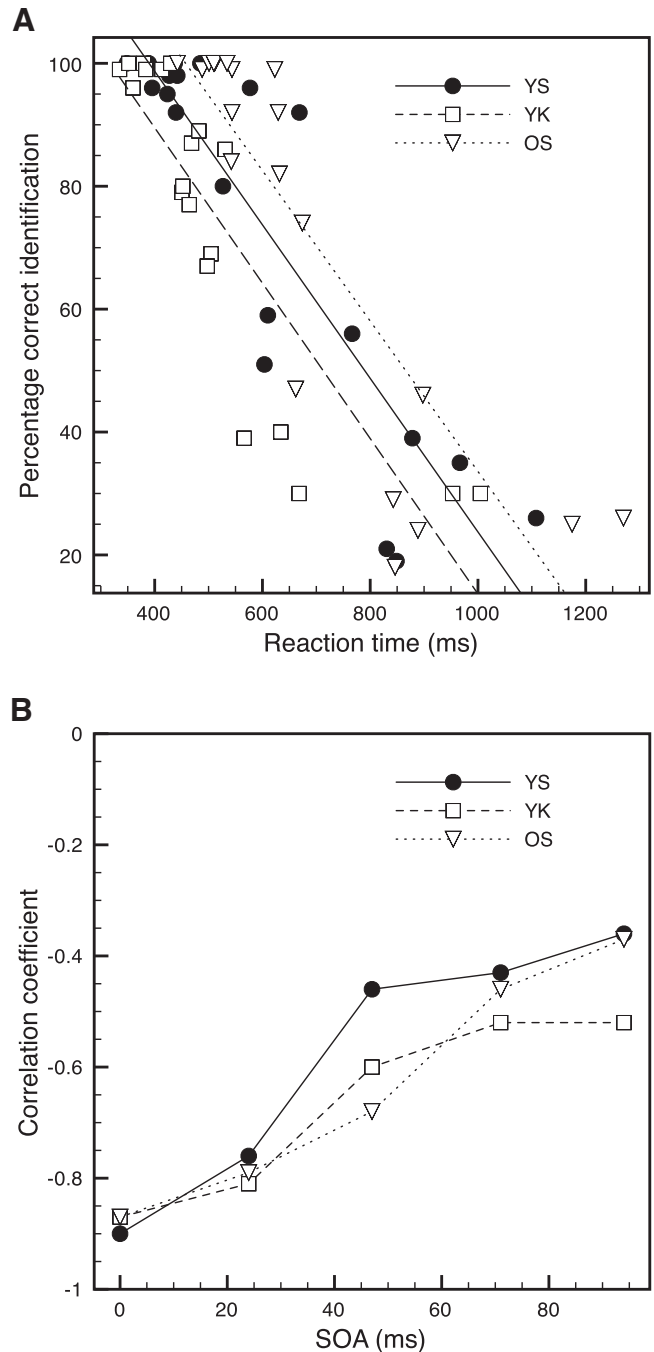 A
100
80
60
40
20
Percentage correct identification
YS
YK
OS
400 600 800 1000 1200
Reaction time (ms)
B
0
-0.2
-0.4
-0.6
-0.8
-1
Correlation coefficient
YS
YK
OS
0 20 40 60 80
SOA (ms)